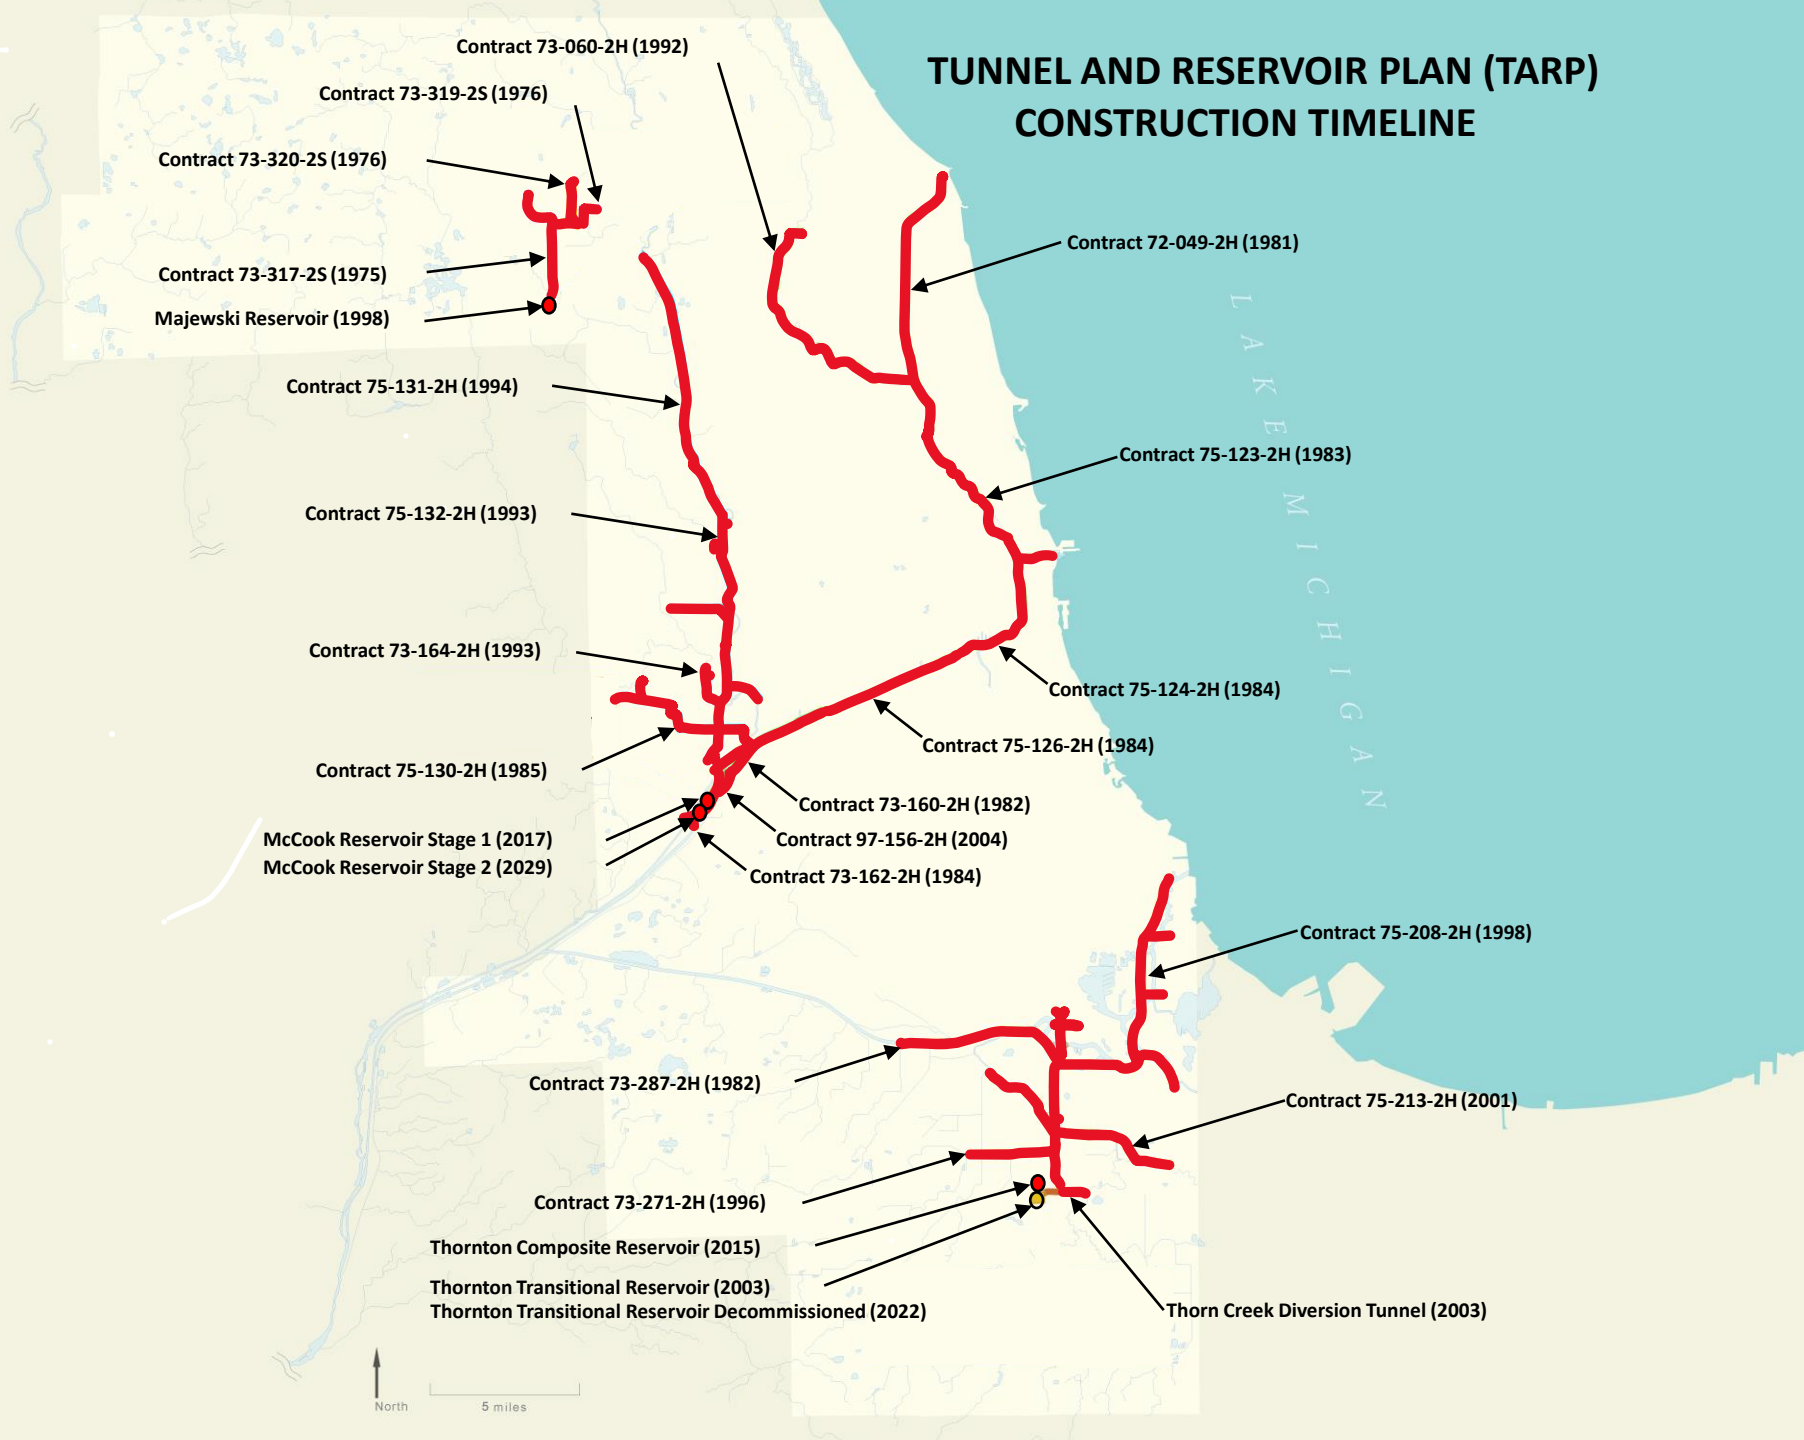 TUNNEL AND RESERVOIR PLAN (TARP)
CONSTRUCTION TIMELINE
Contract 73-060-2H (1992)
Contract 73-319-2S (1976)
Contract 73-320-2S (1976)
Contract 73-317-2S (1975)
Majewski Reservoir (1998)
Contract 72-049-2H (1981)
Contract 75-131-2H (1994)
Contract 75-123-2H (1983)
Contract 75-132-2H (1993)
LAKE MICHIGAN
Contract 73-164-2H (1993)
Contract 75-124-2H (1984)
Contract 75-126-2H (1984)
Contract 75-130-2H (1985)
Contract 73-160-2H (1982)
McCook Reservoir Stage 1 (2017)
Contract 97-156-2H (2004)
McCook Reservoir Stage 2 (2029)
Contract 73-162-2H (1984)
Contract 75-208-2H (1998)
Contract 73-287-2H (1982)
Contract 75-213-2H (2001)
Contract 73-271-2H (1996)
Thornton Composite Reservoir (2015)
Thornton Transitional Reservoir (2003)
Thornton Transitional Reservoir Decommissioned (2022)
Thorn Creek Diversion Tunnel (2003)
North
5 miles